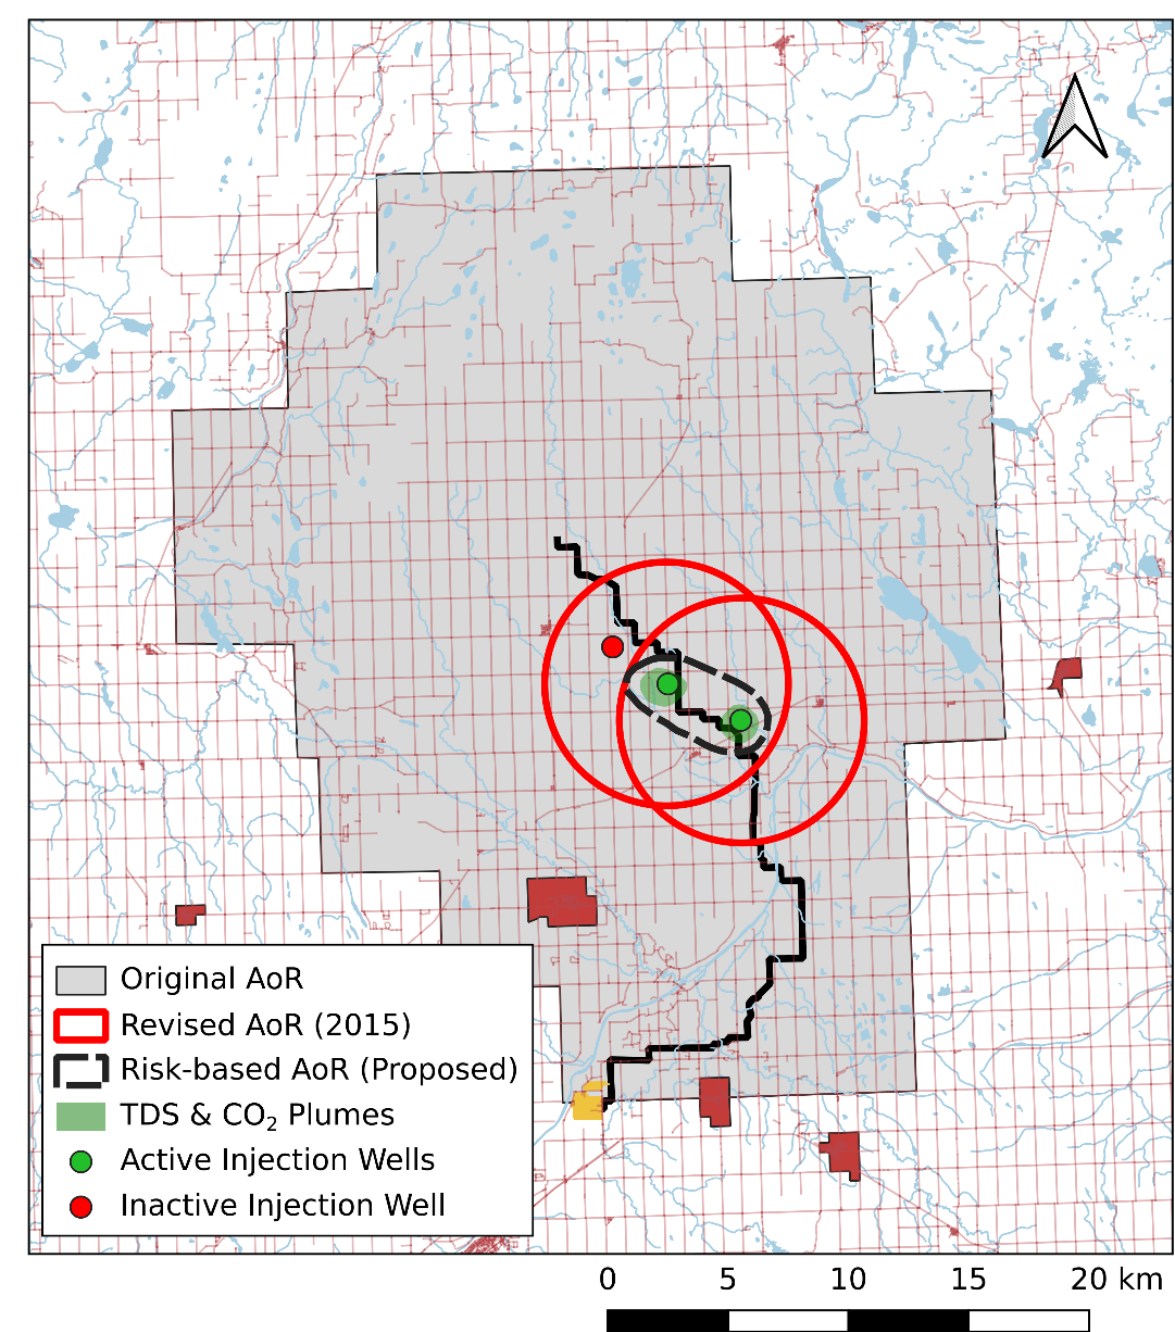 Original AoR
Revised AoR (2015)
Risk-based AoR (Proposed)
TDS & CO₂ Plumes
Active Injection Wells
Inactive Injection Well
0 5 10 15 20 km